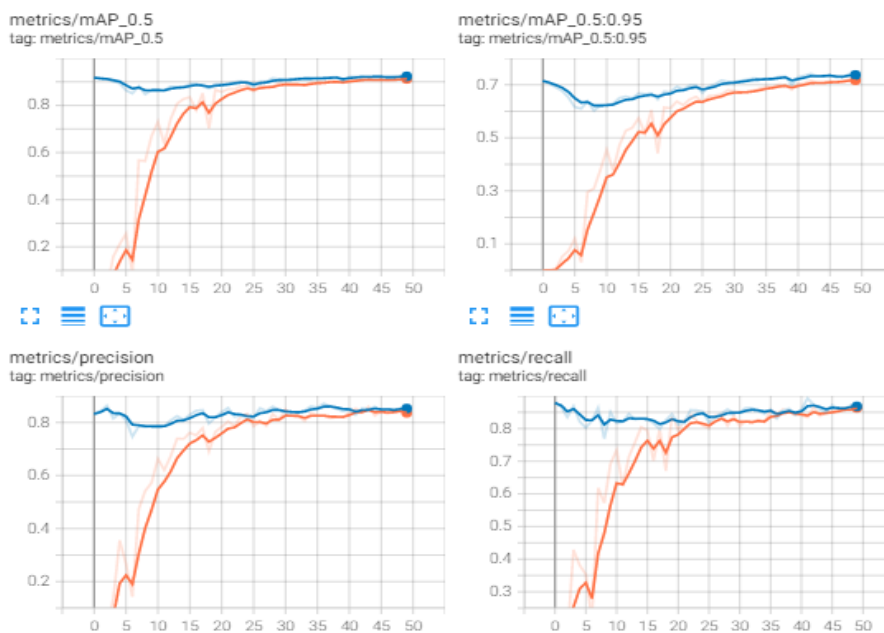 metrics/mAP_0.5
tag: metrics/mAP_0.5
0.8
0.6
0.4
0.2
0 5 10 15 20 25 30 35 40 45 50
metrics/mAP_0.5:0.95
tag: metrics/mAP_0.5:0.95
0.7
0.5
0.3
0.1
0 5 10 15 20 25 30 35 40 45 50
metrics/precision
tag: metrics/precision
0.8
0.6
0.4
0.2
0 5 10 15 20 25 30 35 40 45 50
metrics/recall
tag: metrics/recall
0.8
0.7
0.6
0.5
0.4
0.3
0 5 10 15 20 25 30 35 40 45 50